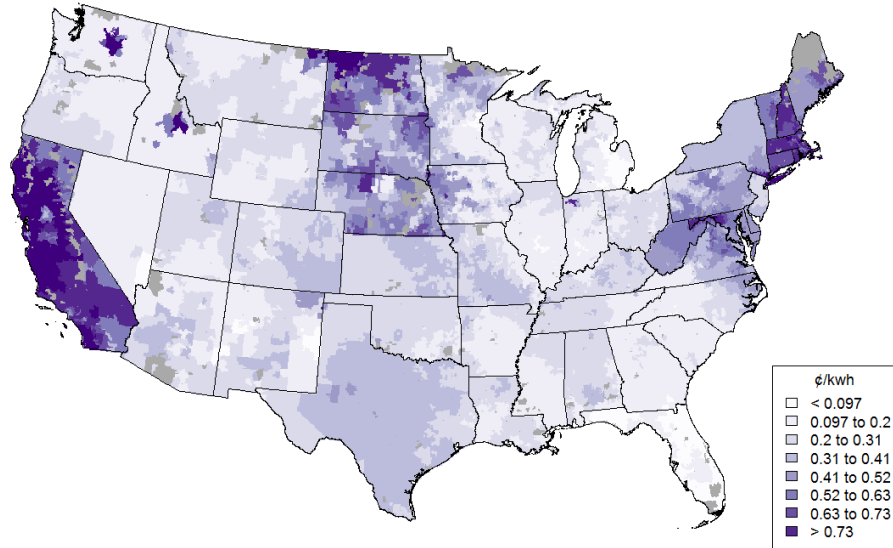 ¢/kwh
< 0.097
0.097 to 0.2
0.2 to 0.31
0.31 to 0.41
0.41 to 0.52
0.52 to 0.63
0.63 to 0.73
> 0.73